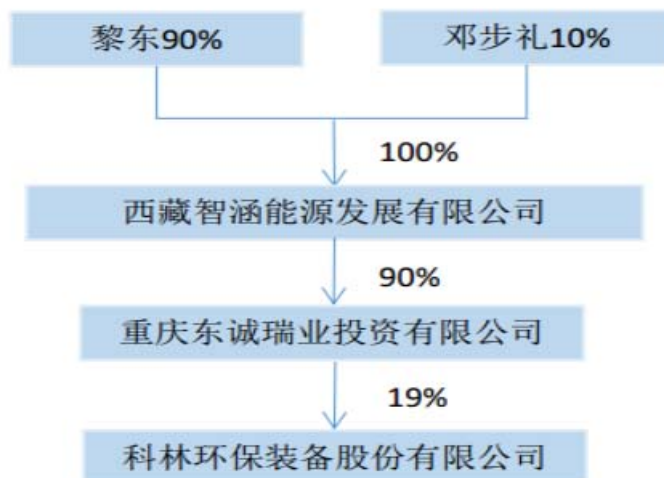 黎东90%
邓步礼10%
100%
西藏智涵能源发展有限公司
90%
重庆东诚瑞业投资有限公司
19%
科林环保装备股份有限公司